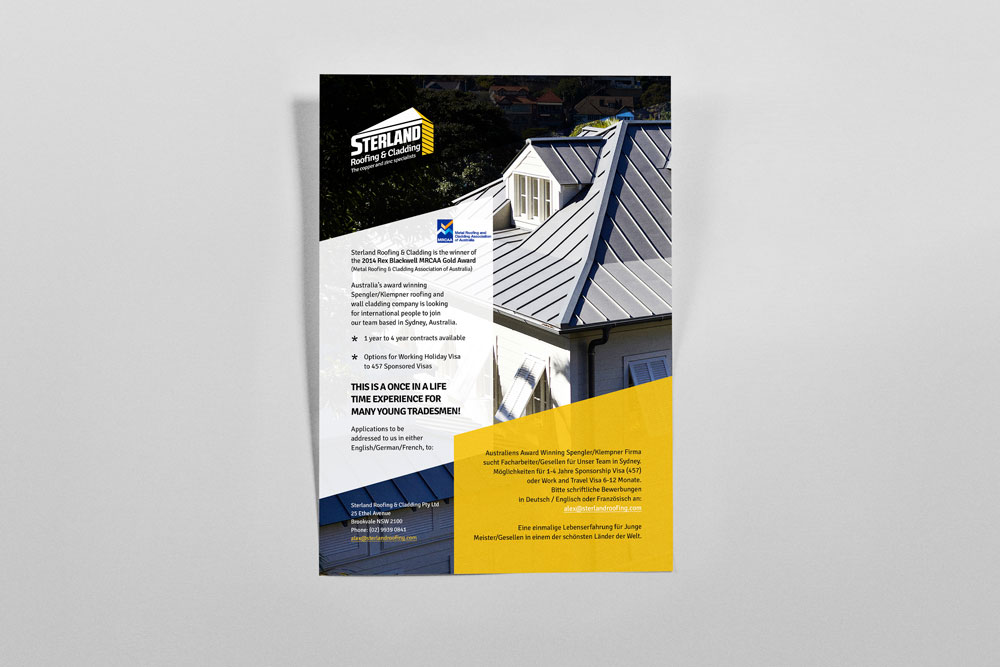 STERLAND
Roofing & Cladding
The copper and zinc specialists
MRCAA
Metal Roofing and
Cladding Association
of Australia
Sterland Roofing & Cladding is the winner of
the 2014 Rex Blackwell MRCAA Gold Award
(Metal Roofing & Cladding Association of Australia)
Australia's award winning
Spengler/Klempner roofing and
wall cladding company is looking
for international people to join
our team based in Sydney, Australia.
* 1 year to 4 year contracts available
* Options for Working Holiday Visa
to 457 Sponsored Visas
THIS IS A ONCE IN A LIFE
TIME EXPERIENCE FOR
MANY YOUNG TRADESMEN!
Applications to be
addressed to us in either
English/German/French, to:
Sterland Roofing & Cladding Pty Ltd
25 Ethel Avenue
Brookvale NSW 2100
Phone: (02) 9939 0841
alex@sterlandroofing.com
Australiens Award Winning Spengler/Klempner Firma
sucht Facharbeiter/Gesellen für Unser Team in Sydney.
Möglichkeiten für 1-4 Jahre Sponsorship Visa (457)
oder Work and Travel Visa 6-12 Monate.
Bitte schriftliche Bewerbungen
in Deutsch / Englisch oder Französisch an:
alex@sterlandroofing.com
Eine einmalige Lebenserfahrung für Junge
Meister/Gesellen in einem der schönsten Länder der Welt.